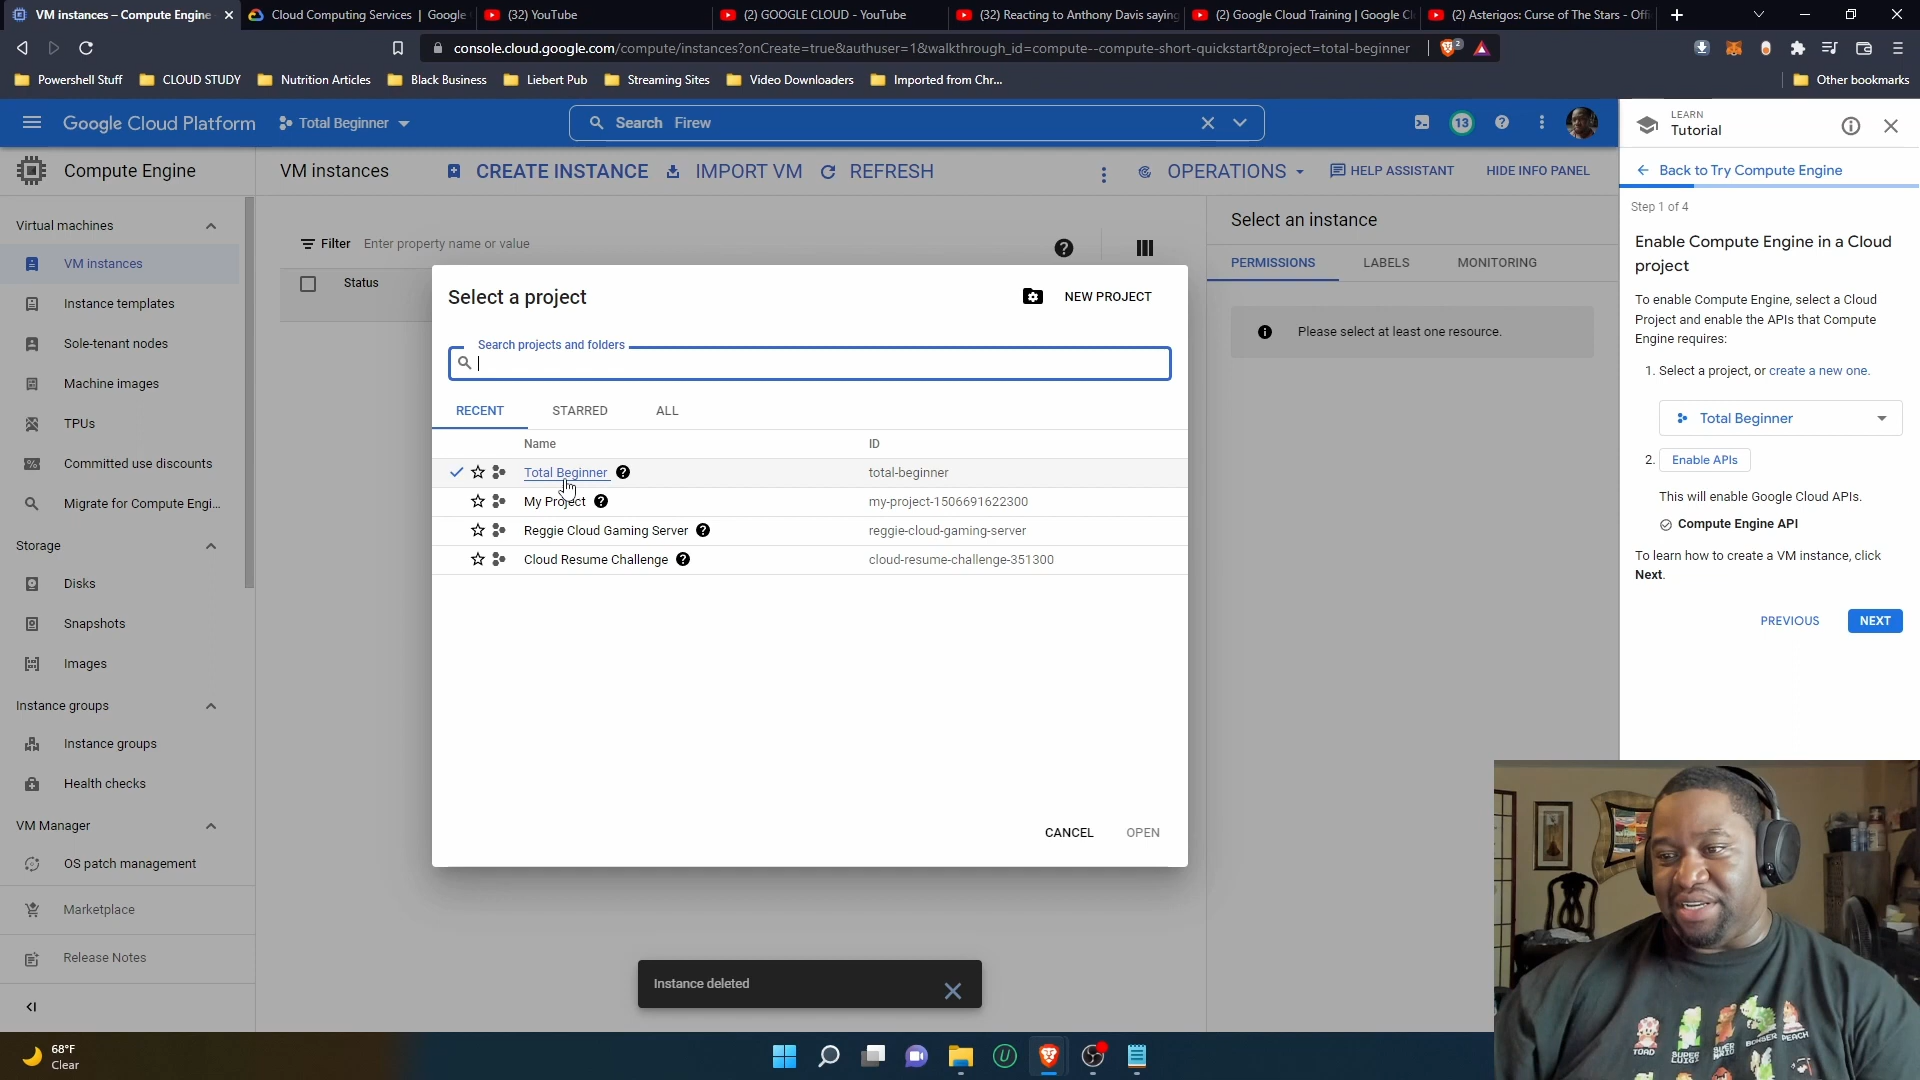 VM instances – Compute Engine
Cloud Computing Services | Google
(32) YouTube
(2) GOOGLE CLOUD - YouTube
(32) Reacting to Anthony Davis saying
(2) Google Cloud Training | Google Cl
(2) Asterigos: Curse of The Stars - Offi
console.cloud.google.com/compute/instances?onCreate=true&authuser=1&walkthrough_id=compute--compute-short-quickstart&project=total-beginner
2
Powershell Stuff
CLOUD STUDY
Nutrition Articles
Black Business
Liebert Pub
Streaming Sites
Video Downloaders
Imported from Chr...
Other bookmarks
Google Cloud Platform
Total Beginner
Search Firew
13
LEARN
Tutorial
Compute Engine
VM instances
CREATE INSTANCE
IMPORT VM
REFRESH
OPERATIONS
HELP ASSISTANT
HIDE INFO PANEL
Virtual machines
VM instances
Instance templates
Sole-tenant nodes
Machine images
TPUs
Committed use discounts
Migrate for Compute Engi...
Storage
Disks
Snapshots
Images
Instance groups
Instance groups
Health checks
VM Manager
OS patch management
Marketplace
Release Notes
Filter Enter property name or value
Status
Select a project
NEW PROJECT
Search projects and folders
RECENT
STARRED
ALL
Name ID
Total Beginner total-beginner
My Project my-project-1506691622300
Reggie Cloud Gaming Server reggie-cloud-gaming-server
Cloud Resume Challenge cloud-resume-challenge-351300
CANCEL
OPEN
Instance deleted
Select an instance
PERMISSIONS
LABELS
MONITORING
Please select at least one resource.
Back to Try Compute Engine
Step 1 of 4
Enable Compute Engine in a Cloud
project
To enable Compute Engine, select a Cloud
Project and enable the APIs that Compute
Engine requires:
1. Select a project, or create a new one.
Total Beginner
2. Enable APIs
This will enable Google Cloud APIs.
Compute Engine API
To learn how to create a VM instance, click
Next.
PREVIOUS
NEXT
TOAD
SUPER
LUIGI
SUPER
MARIO
BOMBER
PEACH
68°F
Clear